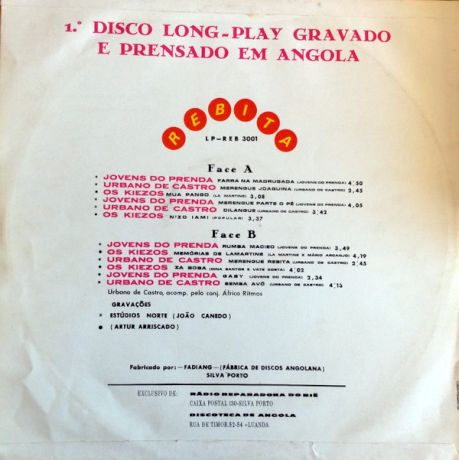 1.º DISCO LONG-PLAY GRAVADO
E PRENSADO EM ANGOLA
REBITA
LP-REB 3001
Face A
• JOVENS DO PRENDA FARRA NA MADRUGADA (JOVENS DO PRENDA) 4,50
• URBANO DE CASTRO MERENGUE JOAQUINA (URBANO DE CASTRO) 2,45
• OS KIEZOS MUA PANGO (LA MARTINE) 3,08
• JOVENS DO PRENDA MERENGUE PARTE O PÉ (JOVENS DO PRENDA) 4,05
• URBANO DE CASTRO DILANGUE (URBANO DE CASTRO) 3,42
• OS KIEZOS N'ZO IAMI (POPULAR) 3,37
Face B
• JOVENS DO PRENDA RUMBA MACIEO (JOVENS DO PRENDA) 3,49
• OS KIEZOS MEMÓRIAS DE LAMARTINE (LA MARTINE X MÁRIO ARCANJO) 4,19
• URBANO DE CASTRO MERENGUE REBITA (URBANO DE CASTRO) 2,45
• OS KIEZOS ZA BOBA SANTOS E VATE COSTA) 4,02
• JOVENS DO PRENDA GABY (JOVENS DO PRENDA) 2,34
• URBANO DE CASTRO SEMBA AVÔ (URBANO DE CASTRO)
Urbano de Castro, acomp. pelo conj. África Ritmos
GRAVAÇÕES
• ESTÚDIOS NORTE (JOÃO CANEDO)
• (ARTUR ARRISCADO)
Fabricado por:—FADIANG—(FÁBRICA DE DISCOS ANGOLANA)
SILVA PORTO
EXCLUSIVO DE:
RÁDIO REPARADORA DO BIÉ
CAIXA POSTAL 130-SILVA PORTO
DISCOTECA DE ANGOLA
RUA DE TIMOR, 52-54-LUANDA